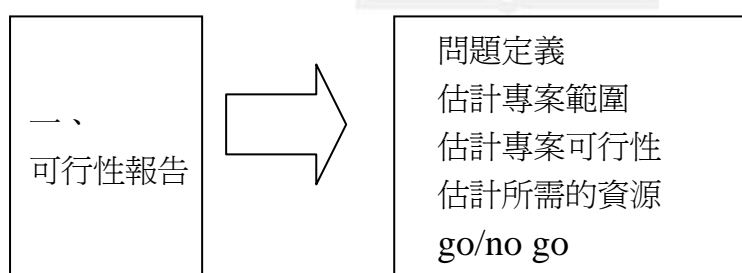 一、
可行性報告
問題定義
估計專案範圍
估計專案可行性
估計所需的資源
go/no go